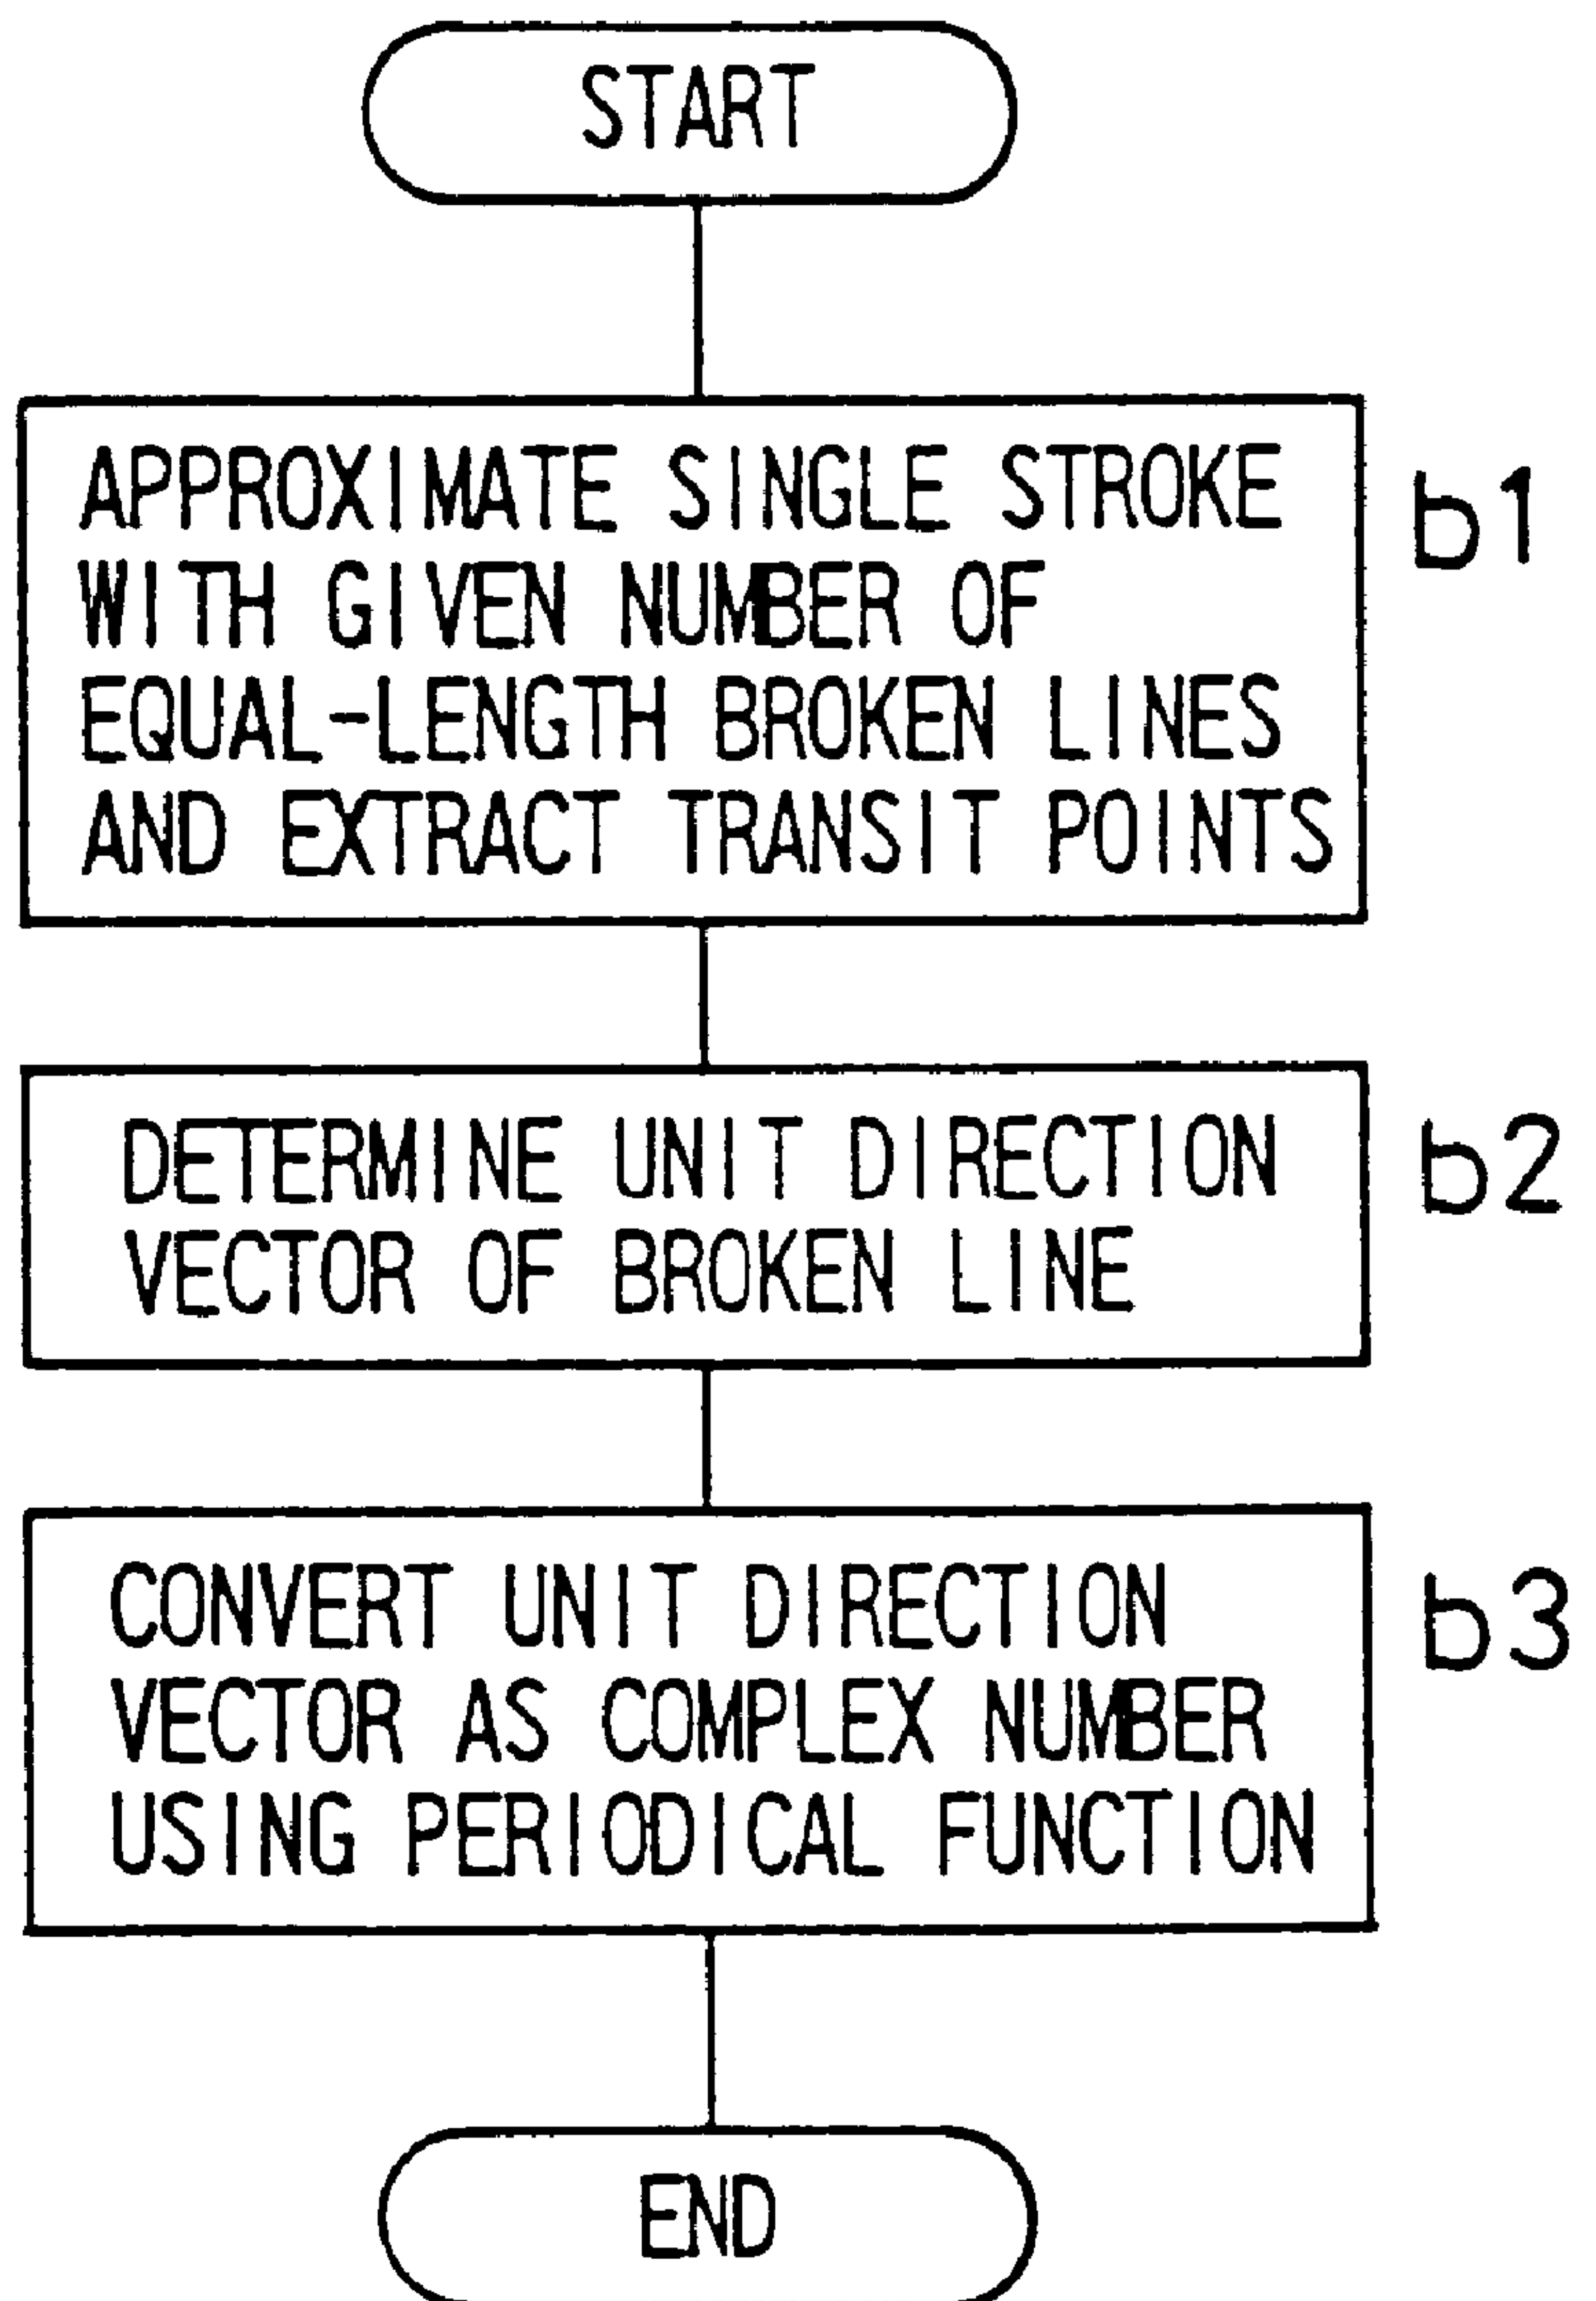 START
APPROXIMATE SINGLE STROKE
WITH GIVEN NUMBER OF
EQUAL-LENGTH BROKEN LINES
AND EXTRACT TRANSIT POINTS
b1
DETERMINE UNIT DIRECTION
VECTOR OF BROKEN LINE
b2
CONVERT UNIT DIRECTION
VECTOR AS COMPLEX NUMBER
USING PERIODICAL FUNCTION
b3
END